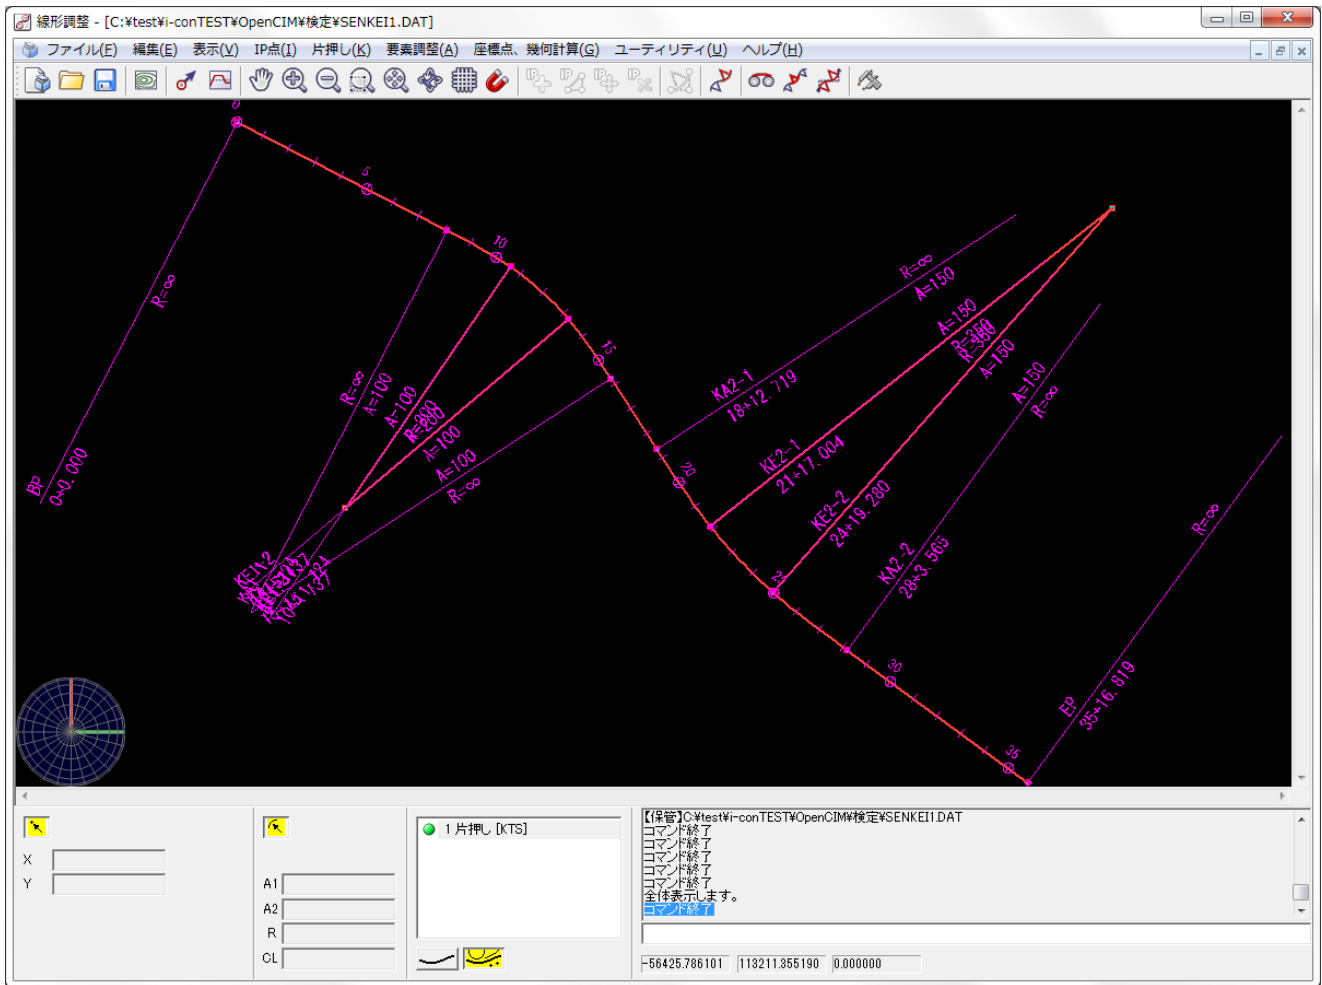 線形調整 - [C:¥test¥i-conTEST¥OpenCIM¥検定¥SENKEI1.DAT]
ファイル(F) 編集(E) 表示(V) IP点(I) 片押し(K) 要素調整(A) 座標点、幾何計算(G) ユーティリティ(U) ヘルプ(H)
0
5
10
15
20
30
35
R=∞
BP
0+0.000
R=∞
A=100
A=100
R=200
A=100
A=100
R=∞
KE1-2
R=∞
A=150
KA2-1
18+12.719
A=150
R=350
R=350
A=150
KE2-1
21+17.004
KE2-2
24+19.280
A=150
R=∞
KA2-2
28+3.565
R=∞
EP
35+16.819
X
Y
A1
A2
R
CL
1 片押し [KTS]
【保管】C:¥test¥i-conTEST¥OpenCIM¥検定¥SENKEI1.DAT
コマンド終了
コマンド終了
コマンド終了
コマンド終了
コマンド終了
全体表示します。
コマンド終了
-56425.786101 113211.355190 0.000000